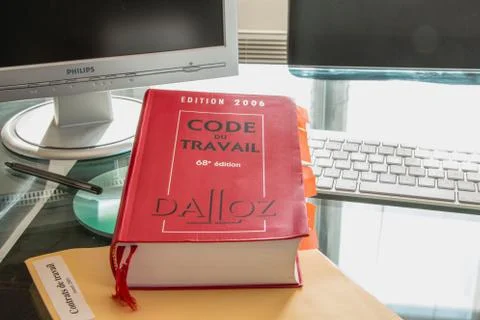 PHILIPS
EDITION 2006
CODE
DU
TRAVAIL
68e édition
DALLOZ
Contrats de travail